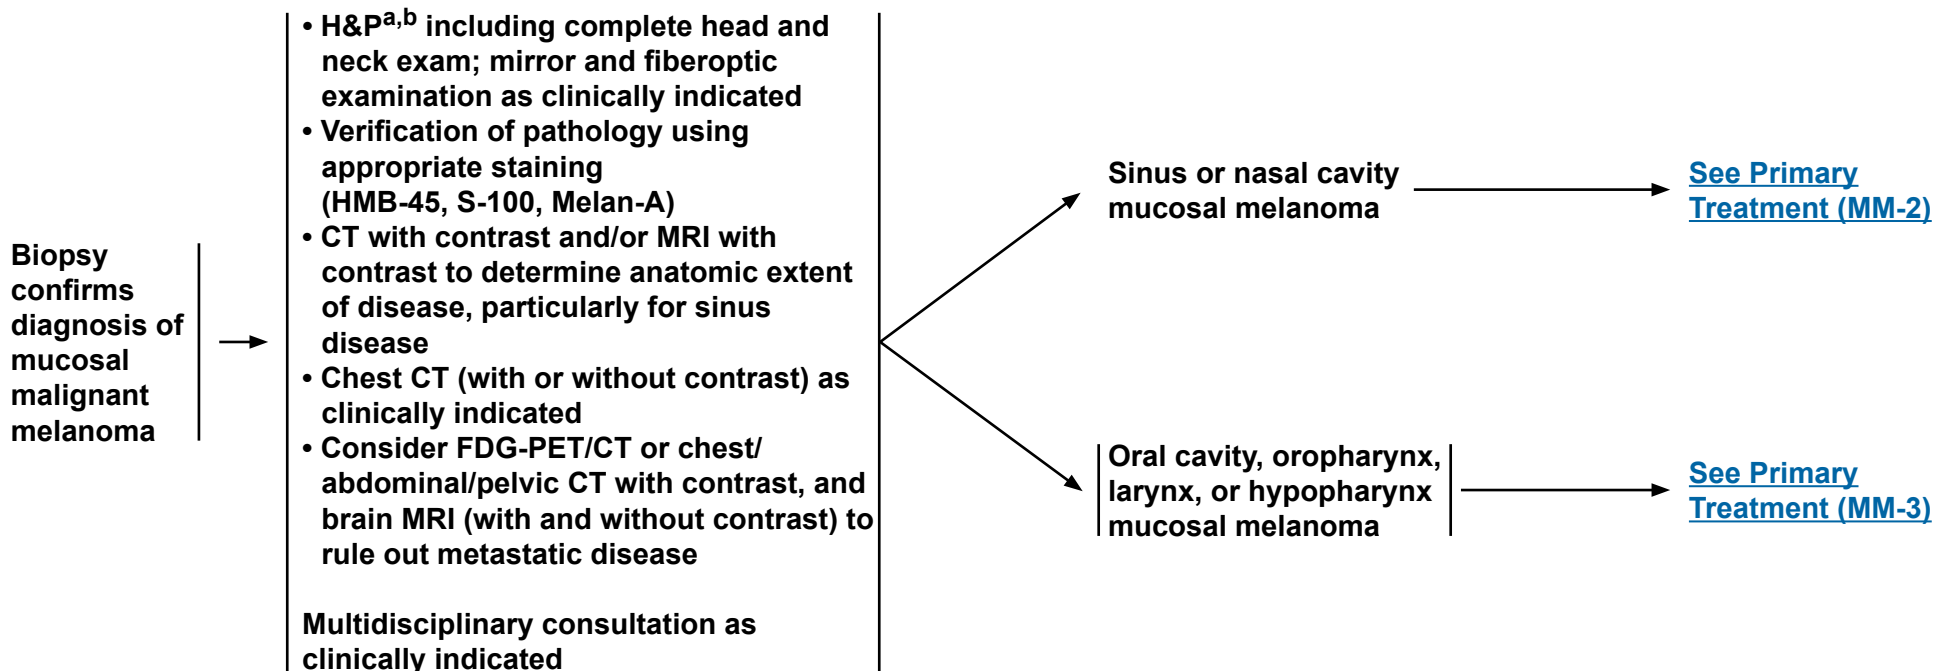 Biopsy
confirms
diagnosis of
mucosal
malignant
melanoma
• H&Pa,b including complete head and
neck exam; mirror and fiberoptic
examination as clinically indicated
• Verification of pathology using
appropriate staining
(HMB-45, S-100, Melan-A)
• CT with contrast and/or MRI with
contrast to determine anatomic extent
of disease, particularly for sinus
disease
• Chest CT (with or without contrast) as
clinically indicated
• Consider FDG-PET/CT or chest/
abdominal/pelvic CT with contrast, and
brain MRI (with and without contrast) to
rule out metastatic disease
Multidisciplinary consultation as
clinically indicated
Sinus or nasal cavity
mucosal melanoma
See Primary
Treatment (MM-2)
Oral cavity, oropharynx,
larynx, or hypopharynx
mucosal melanoma
See Primary
Treatment (MM-3)